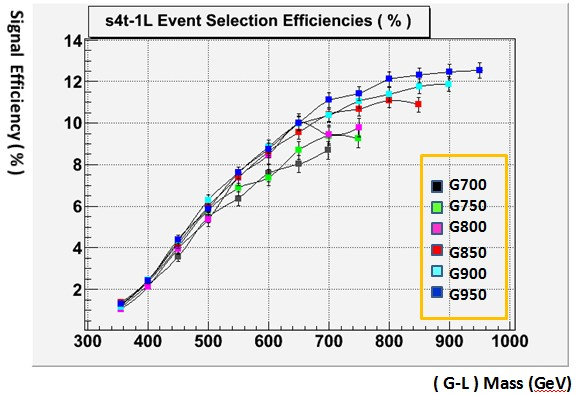 s4t-1L Event Selection Efficiencies ( % )
Signal Efficiency ( % )
14
12
10
8
6
4
2
300 400 500 600 700 800 900 1000
G700
G750
G800
G850
G900
G950
( G-L ) Mass (GeV)